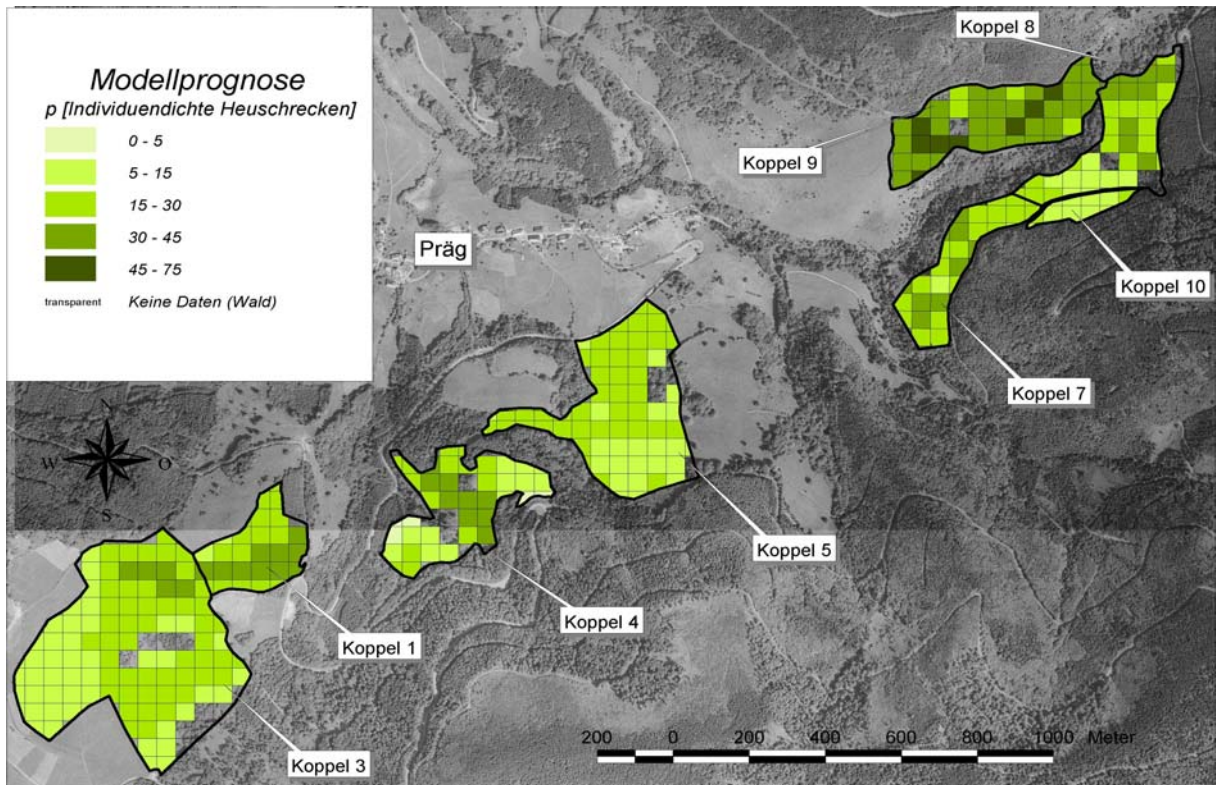 Modellprognose
p [Individuendichte Heuschrecken]
0 - 5
5 - 15
15 - 30
30 - 45
45 - 75
transparent Keine Daten (Wald)
Koppel 8
Koppel 9
Präg
Koppel 10
Koppel 7
N
W O
S
Koppel 5
Koppel 4
Koppel 1
Koppel 3
200 0 200 400 600 800 1000 Meter